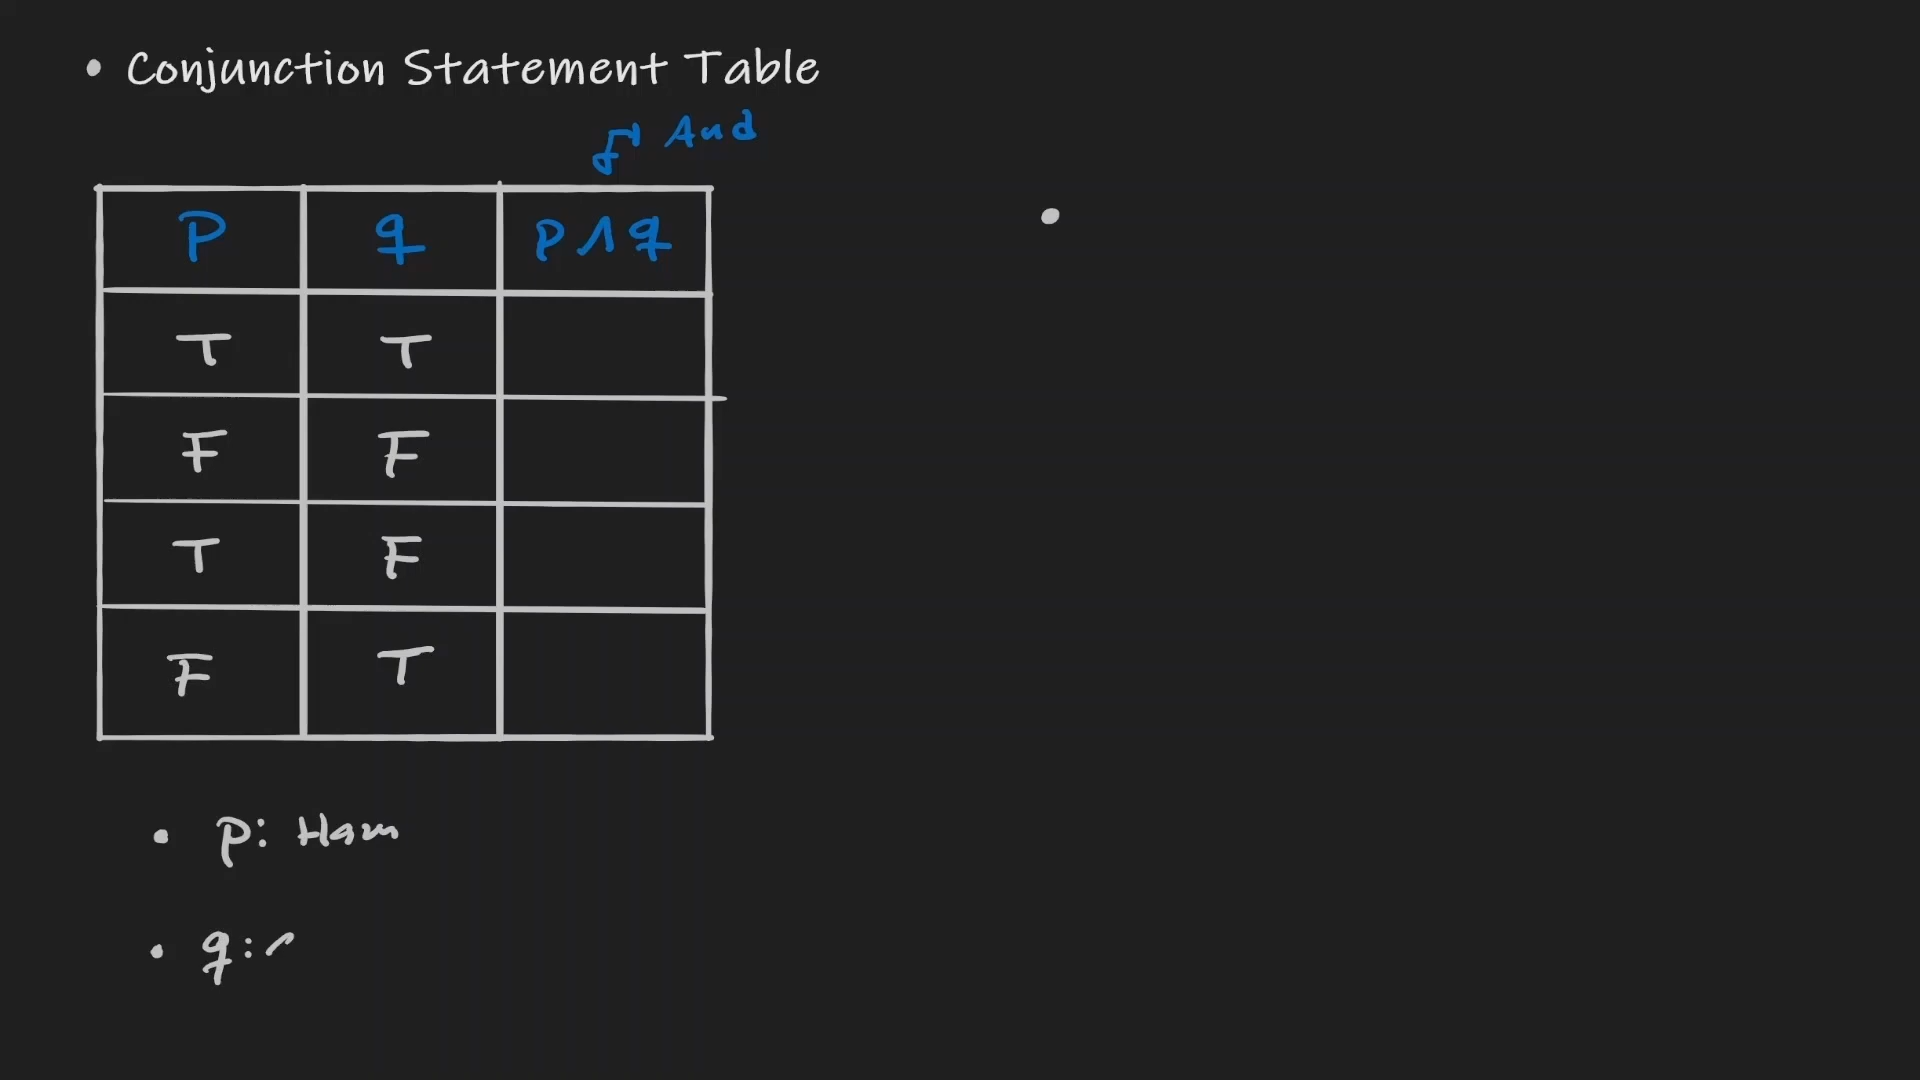 • Conjunction Statement Table
And
p q p∧q
T T
F F
T F
F T
• p: Ham
• q: